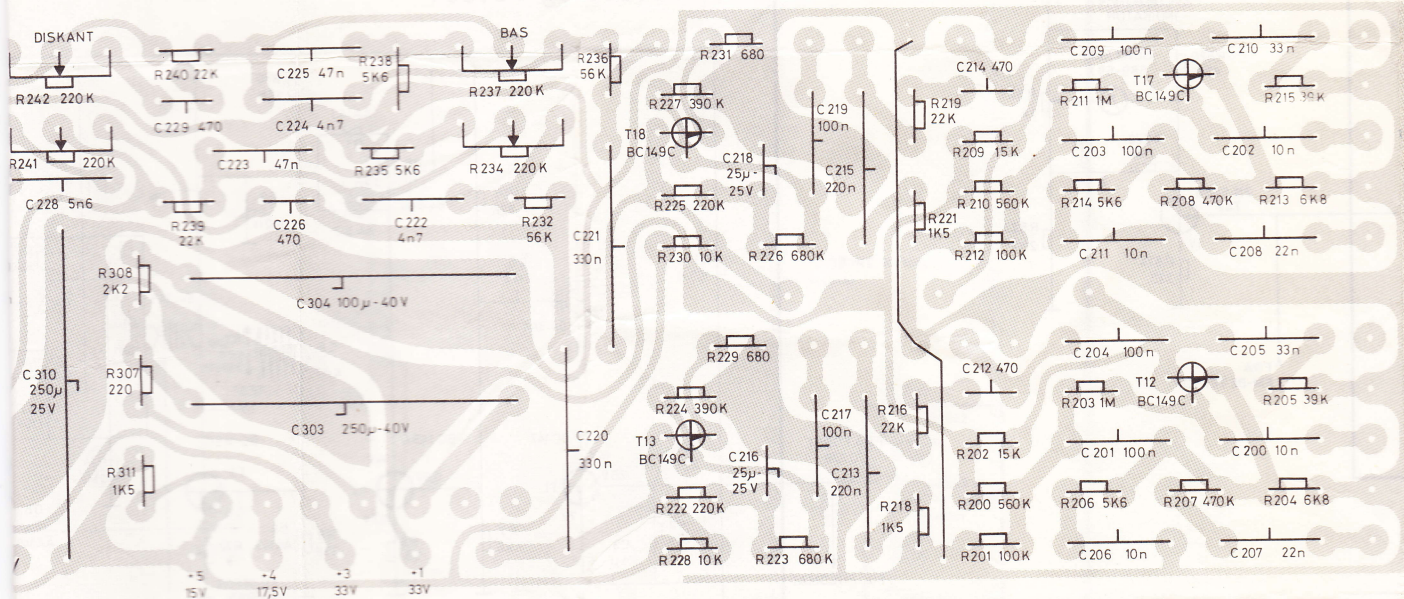 DISKANT
R242 220K
R241 220K
C228 5n6
R240 22K
C229 470
C225 47n
C224 4n7
C223 47n
R238
5K6
R235 5K6
BAS
R237 220K
R234 220K
R239
22K
C226
470
C222
4n7
R232
56K
R236
56K
R231 680
R227 390K
T18
BC149C
R225 220K
R230 10K
C221
330n
C218
25µ-
25V
R226 680K
C219
100n
C215
220n
R219
22K
R221
1K5
C214 470
R209 15K
R210 560K
R212 100K
C209 100n
R211 1M
T17
BC149C
C210 33n
R215 39K
C203 100n
C202 10n
R214 5K6
R208 470K
R213 6K8
C211 10n
C208 22n
R308
2K2
C304 100µ-40V
C310
250µ
25V
R307
220
C303 250µ-40V
R311
1K5
+5
15V
+4
17,5V
+3
33V
+1
33V
C220
330n
R229 680
R224 390K
T13
BC149C
R222 220K
R228 10K
C216
25µ-
25V
R223 680K
C217
100n
C213
220n
R216
22K
R218
1K5
C212 470
R202 15K
R200 560K
R201 100K
C204 100n
R203 1M
T12
BC149C
C205 33n
R205 39K
C201 100n
C200 10n
R206 5K6
R207 470K
R204 6K8
C206 10n
C207 22n